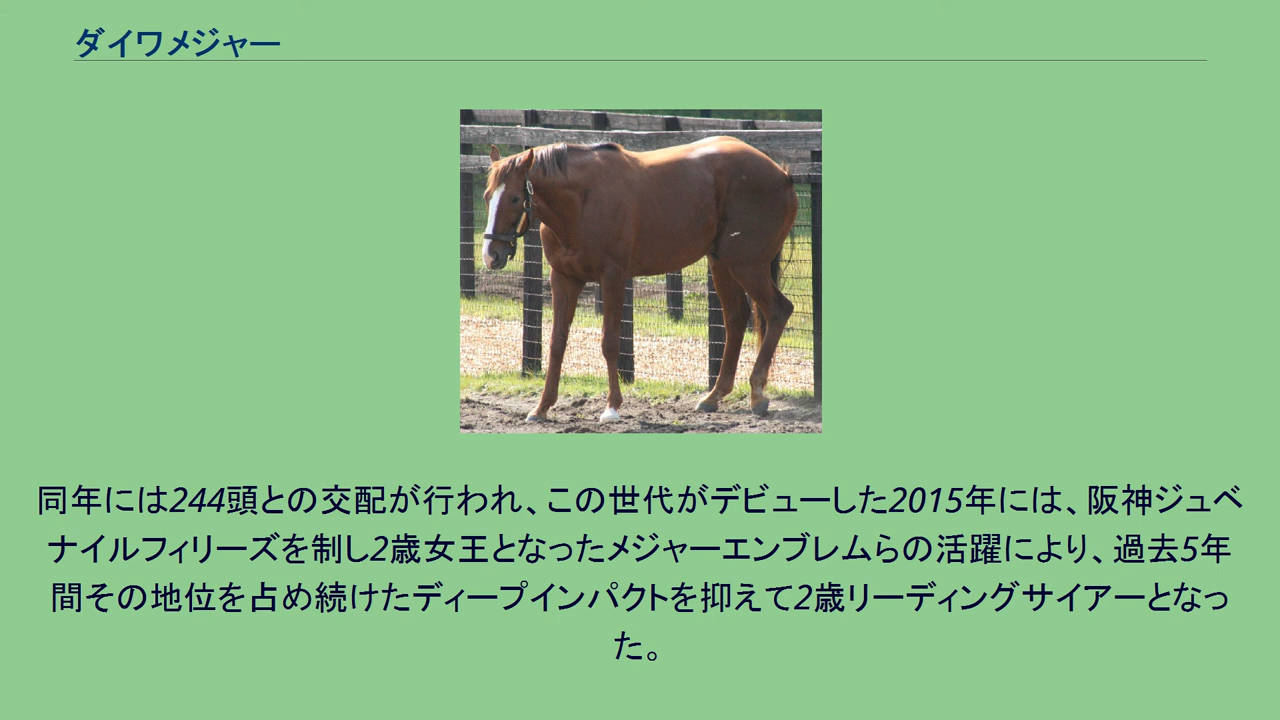 ダイワメジャー
同年には244頭との交配が行われ、この世代がデビューした2015年には、阪神ジュベ
ナイルフィリーズを制し2歳女王となったメジャーエンブレムらの活躍により、過去5年
間その地位を占め続けたディープインパクトを抑えて2歳リーディングサイアーとなっ
た。